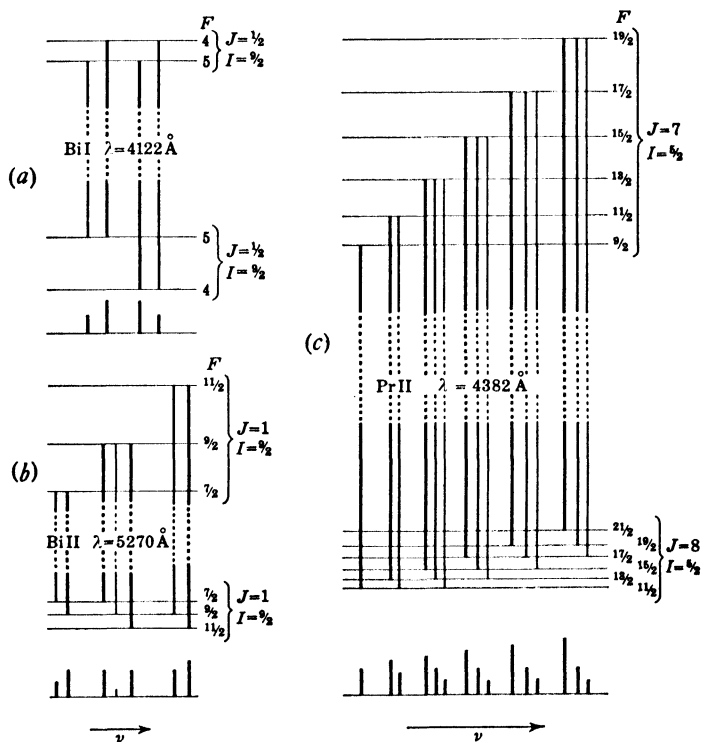 (a)
F
4
5
J=½
I=9/2
Bi I λ=4122 Å
5
4
J=½
I=9/2
(b)
F
11/2
9/2
7/2
J=1
I=9/2
Bi II λ=5270 Å
7/2
9/2
11/2
J=1
I=9/2
ν
(c)
F
19/2
17/2
15/2
13/2
11/2
9/2
J=7
I=5/2
Pr II λ = 4382 Å
21/2
19/2
17/2
15/2
13/2
11/2
J=8
I=5/2
ν